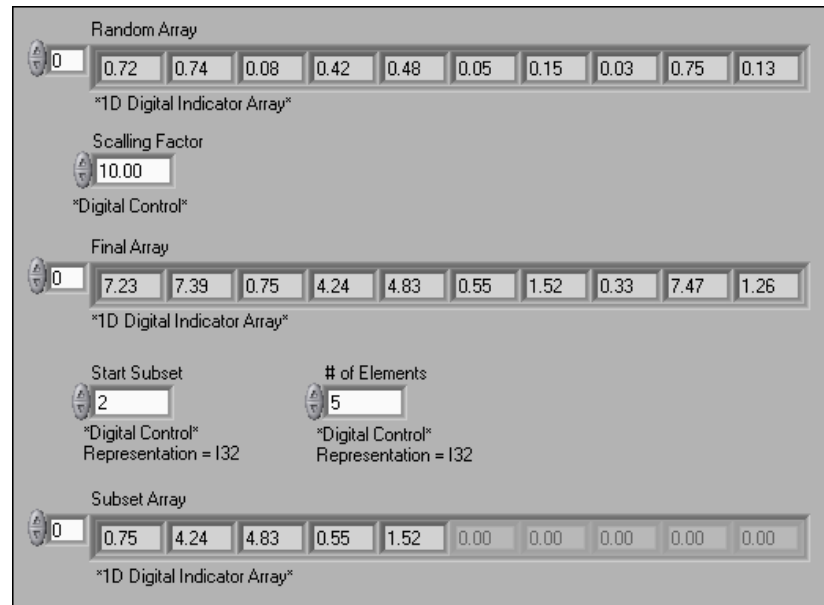 Random Array
0 0.72 0.74 0.08 0.42 0.48 0.05 0.15 0.03 0.75 0.13
*1D Digital Indicator Array*
Scalling Factor
10.00
*Digital Control*
Final Array
0 7.23 7.39 0.75 4.24 4.83 0.55 1.52 0.33 7.47 1.26
*1D Digital Indicator Array*
Start Subset # of Elements
2 5
*Digital Control* *Digital Control*
Representation = I32 Representation = I32
Subset Array
0 0.75 4.24 4.83 0.55 1.52 0.00 0.00 0.00 0.00 0.00
*1D Digital Indicator Array*